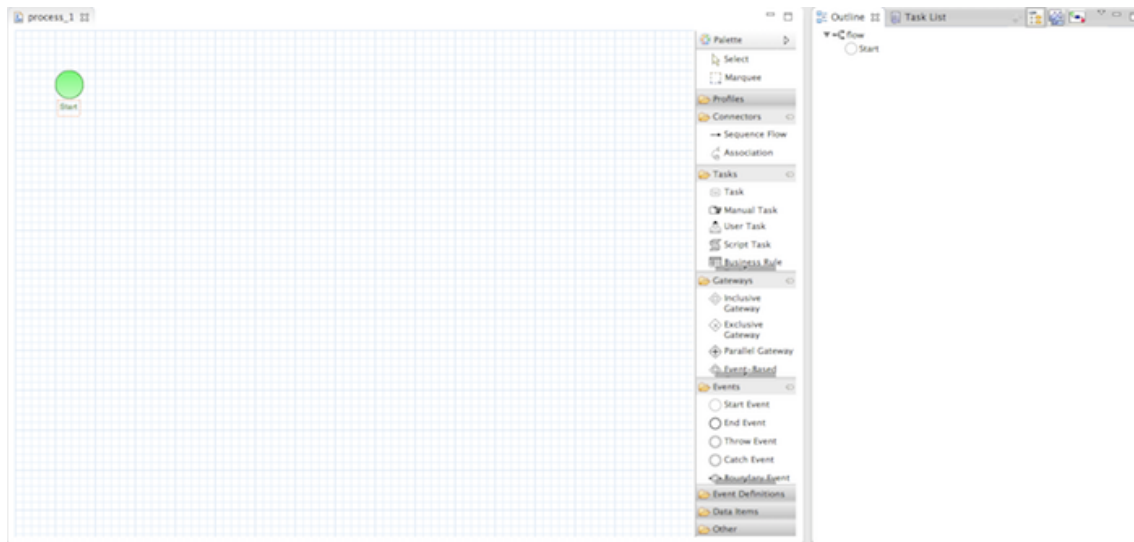 process_1
Start
Palette
Select
Marquee
Profiles
Connectors
Sequence Flow
Association
Tasks
Task
Manual Task
User Task
Script Task
Business Rule
Gateways
Inclusive
Gateway
Exclusive
Gateway
Parallel Gateway
Event-Based
Events
Start Event
End Event
Throw Event
Catch Event
Boundary Event
Event Definitions
Data Items
Other
Outline
Task List
flow
Start